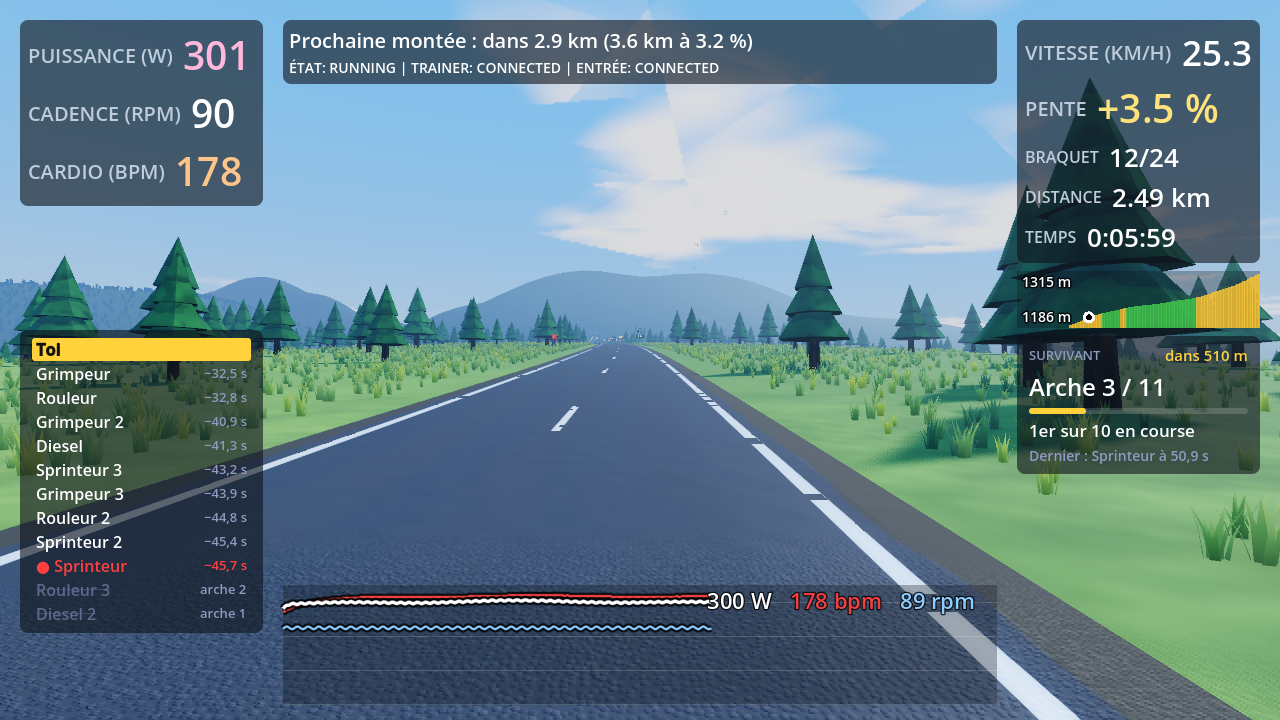 PUISSANCE (W) 301
CADENCE (RPM) 90
CARDIO (BPM) 178
Prochaine montée : dans 2.9 km (3.6 km à 3.2 %)
ÉTAT: RUNNING | TRAINER: CONNECTED | ENTRÉE: CONNECTED
VITESSE (KM/H) 25.3
PENTE +3.5 %
BRAQUET 12/24
DISTANCE 2.49 km
TEMPS 0:05:59
1315 m
1186 m
SURVIVANT dans 510 m
Arche 3 / 11
1er sur 10 en course
Dernier : Sprinteur à 50,9 s
Toi
Grimpeur −32,5 s
Rouleur −32,8 s
Grimpeur 2 −40,9 s
Diesel −41,3 s
Sprinteur 3 −43,2 s
Grimpeur 3 −43,9 s
Rouleur 2 −44,8 s
Sprinteur 2 −45,4 s
Sprinteur −45,7 s
Rouleur 3 arche 2
Diesel 2 arche 1
300 W 178 bpm 89 rpm